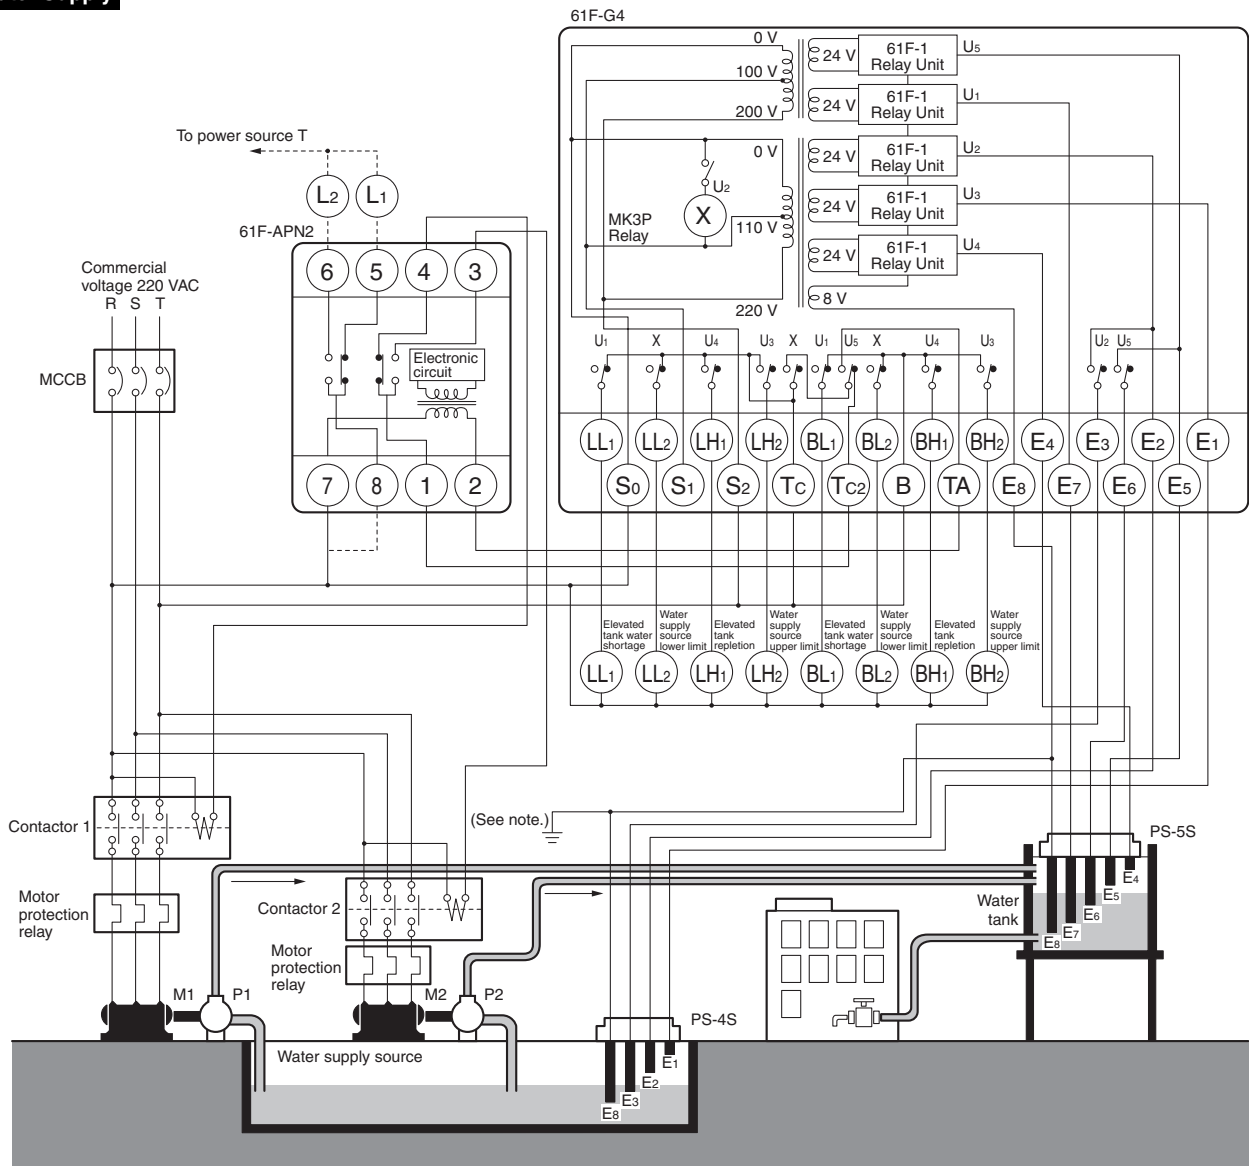 61F-G4
0 V
24 V
61F-1
Relay Unit
U5
100 V
24 V
61F-1
Relay Unit
U1
200 V
To power source T
0 V
24 V
61F-1
Relay Unit
U2
U2
L2
L1
24 V
61F-1
Relay Unit
U3
MK3P
Relay
X
110 V
61F-APN2
24 V
61F-1
Relay Unit
U4
6
5
4
3
Commercial
voltage 220 VAC
R S T
8 V
220 V
U1
X
U4
U3
X
U1
U5
X
U4
U3
U2
U5
MCCB
Electronic
circuit
LL1
LL2
LH1
LH2
BL1
BL2
BH1
BH2
E4
E3
E2
E1
7
8
1
2
S0
S1
S2
TC
TC2
B
TA
E8
E7
E6
E5
Elevated
tank water
shortage
Water
supply
source
lower limit
Elevated
tank
repletion
Water
supply
source
upper limit
Elevated
tank water
shortage
Water
supply
source
lower limit
Elevated
tank
repletion
Water
supply
source
upper limit
LL1
LL2
LH1
LH2
BL1
BL2
BH1
BH2
Contactor 1
(See note.)
PS-5S
E4
E5
E6
E7
E8
Water
tank
Motor
protection
relay
Contactor 2
Motor
protection
relay
M1
P1
M2
P2
PS-4S
Water supply source
E1
E2
E3
E8